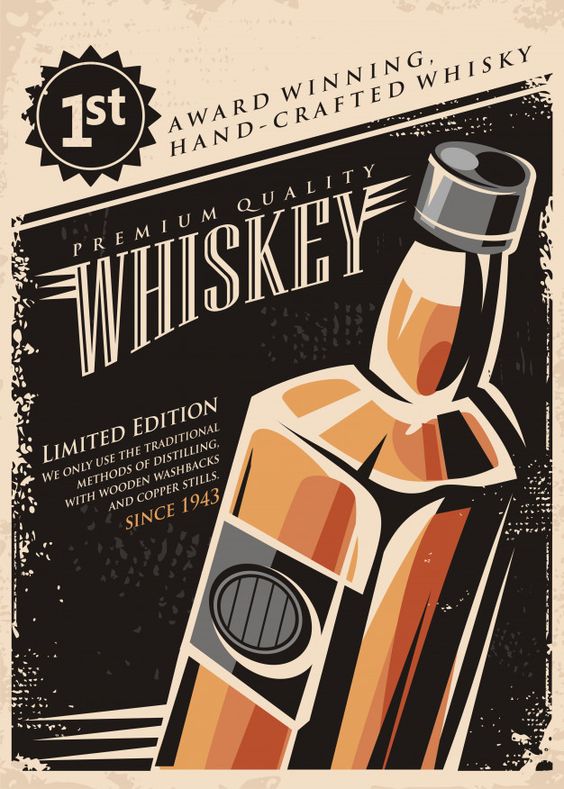 1st
AWARD WINNING,
HAND-CRAFTED WHISKY
PREMIUM QUALITY
WHISKEY
LIMITED EDITION
WE ONLY USE THE TRADITIONAL
METHODS OF DISTILLING,
WITH WOODEN WASHBACKS
AND COPPER STILLS.
SINCE 1943